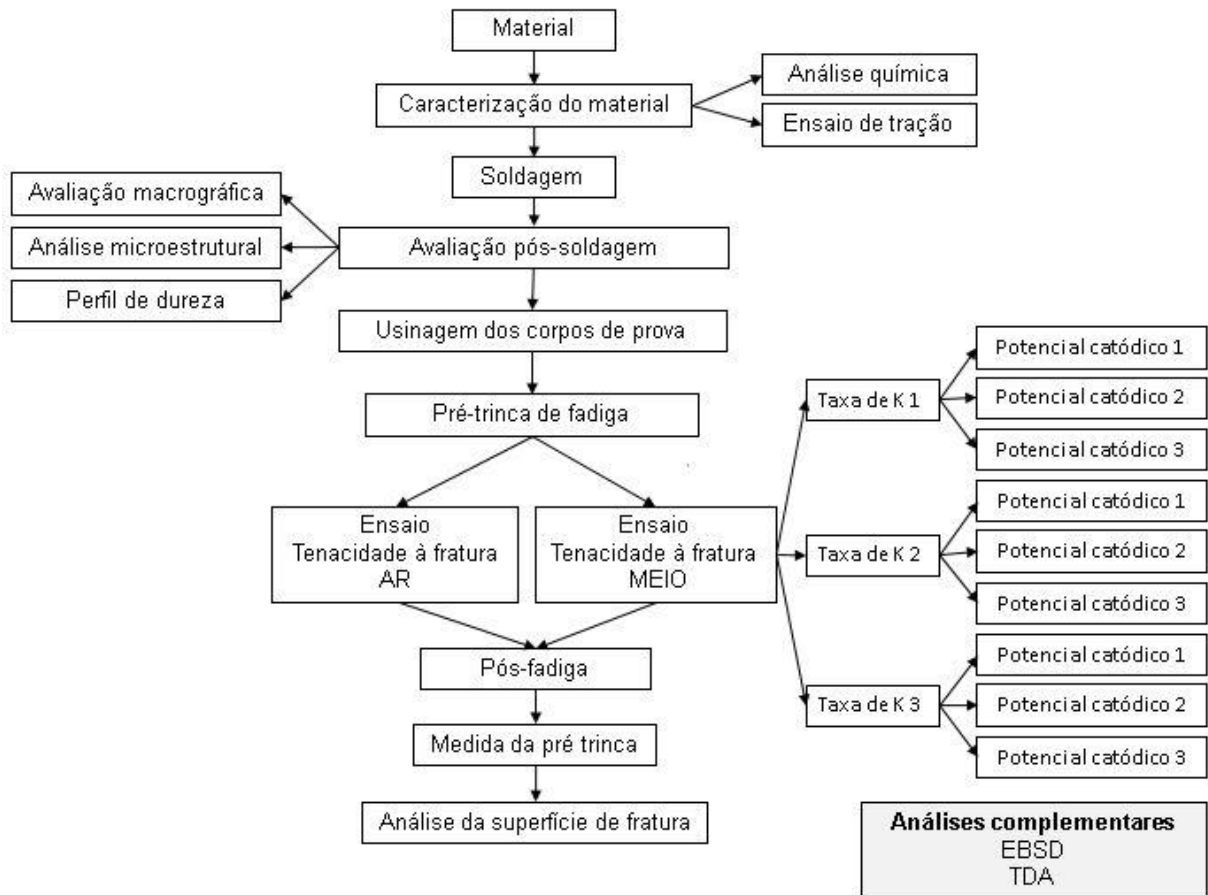 Material
Caracterização do material
Análise química
Ensaio de tração
Soldagem
Avaliação pós-soldagem
Avaliação macrográfica
Análise microestrutural
Perfil de dureza
Usinagem dos corpos de prova
Pré-trinca de fadiga
Ensaio
Tenacidade à fratura
AR
Ensaio
Tenacidade à fratura
MEIO
Taxa de K 1
Potencial catódico 1
Potencial catódico 2
Potencial catódico 3
Taxa de K 2
Potencial catódico 1
Potencial catódico 2
Potencial catódico 3
Taxa de K 3
Potencial catódico 1
Potencial catódico 2
Potencial catódico 3
Pós-fadiga
Medida da pré trinca
Análise da superfície de fratura
Análises complementares
EBSD
TDA